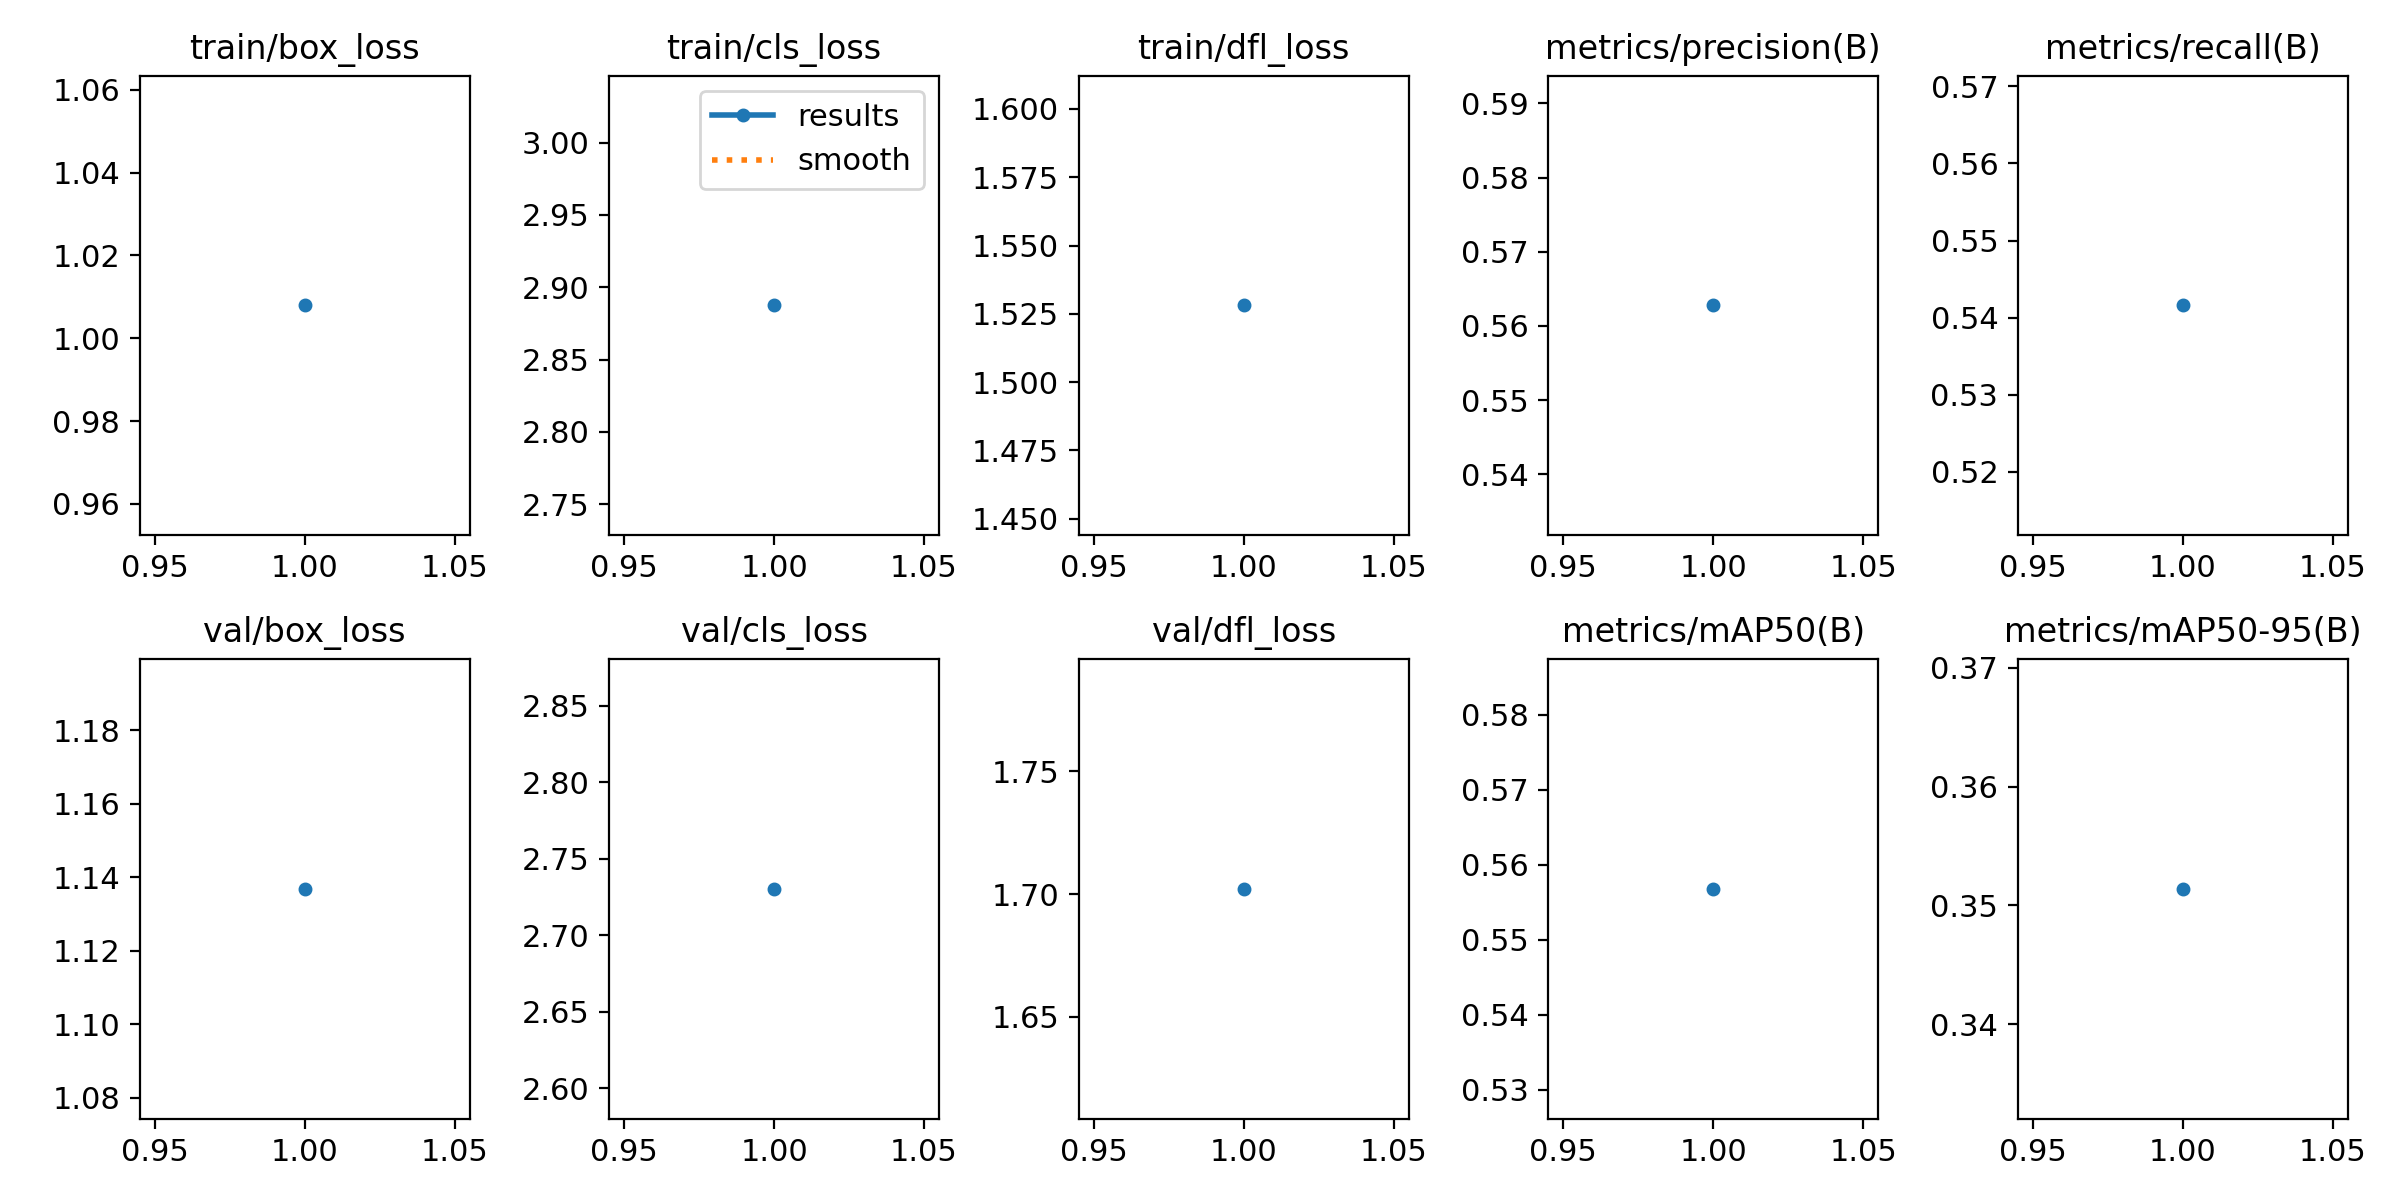 train/box_loss
1.06
1.04
1.02
1.00
0.98
0.96
0.95 1.00 1.05
train/cls_loss
results
smooth
3.00
2.95
2.90
2.85
2.80
2.75
0.95 1.00 1.05
train/dfl_loss
1.600
1.575
1.550
1.525
1.500
1.475
1.450
0.95 1.00 1.05
metrics/precision(B)
0.59
0.58
0.57
0.56
0.55
0.54
0.95 1.00 1.05
metrics/recall(B)
0.57
0.56
0.55
0.54
0.53
0.52
0.95 1.00 1.05
val/box_loss
1.18
1.16
1.14
1.12
1.10
1.08
0.95 1.00 1.05
val/cls_loss
2.85
2.80
2.75
2.70
2.65
2.60
0.95 1.00 1.05
val/dfl_loss
1.75
1.70
1.65
0.95 1.00 1.05
metrics/mAP50(B)
0.58
0.57
0.56
0.55
0.54
0.53
0.95 1.00 1.05
metrics/mAP50-95(B)
0.37
0.36
0.35
0.34
0.95 1.00 1.05